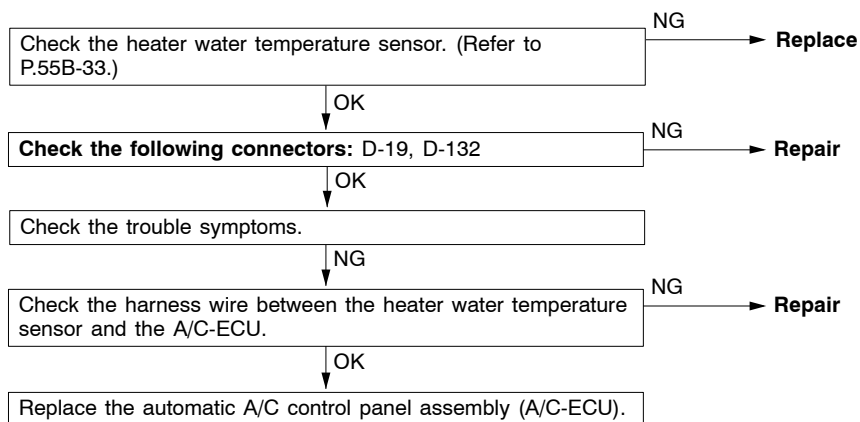 NG
Check the heater water temperature sensor. (Refer to
P.55B-33.)
Replace
OK
NG
Check the following connectors: D-19, D-132
Repair
OK
Check the trouble symptoms.
NG
NG
Check the harness wire between the heater water temperature
sensor and the A/C-ECU.
Repair
OK
Replace the automatic A/C control panel assembly (A/C-ECU).